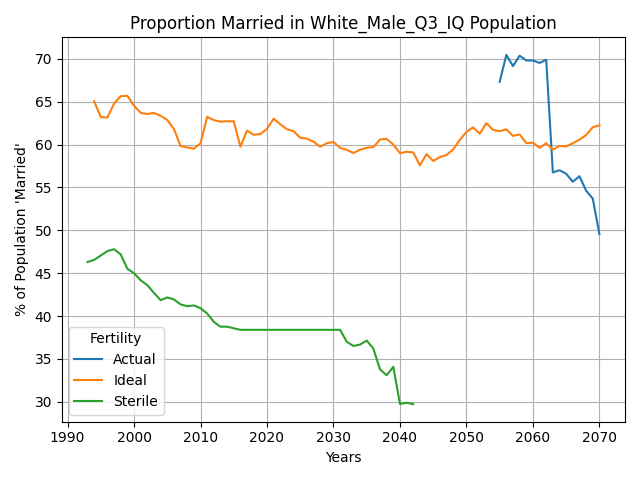 Proportion Married in White_Male_Q3_IQ Population
% of Population 'Married'
70
65
60
55
50
45
40
35
30
Fertility
Actual
Ideal
Sterile
1990 2000 2010 2020 2030 2040 2050 2060 2070
Years